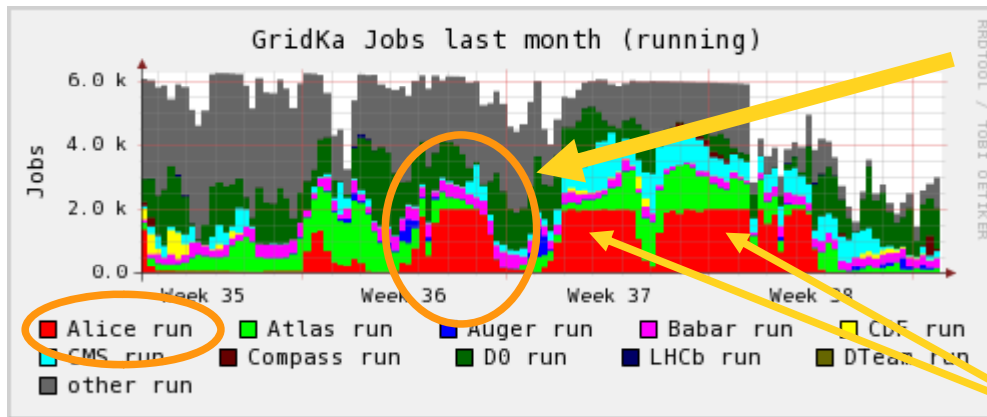 GridKa Jobs last month (running)
RRDTOOL / TOBI OETIKER
Jobs
6.0 k
4.0 k
2.0 k
0.0
Week 35 Week 36 Week 37 Week 38
Alice run Atlas run Auger run Babar run CDF run
CMS run Compass run D0 run LHCb run DTeam run
other run